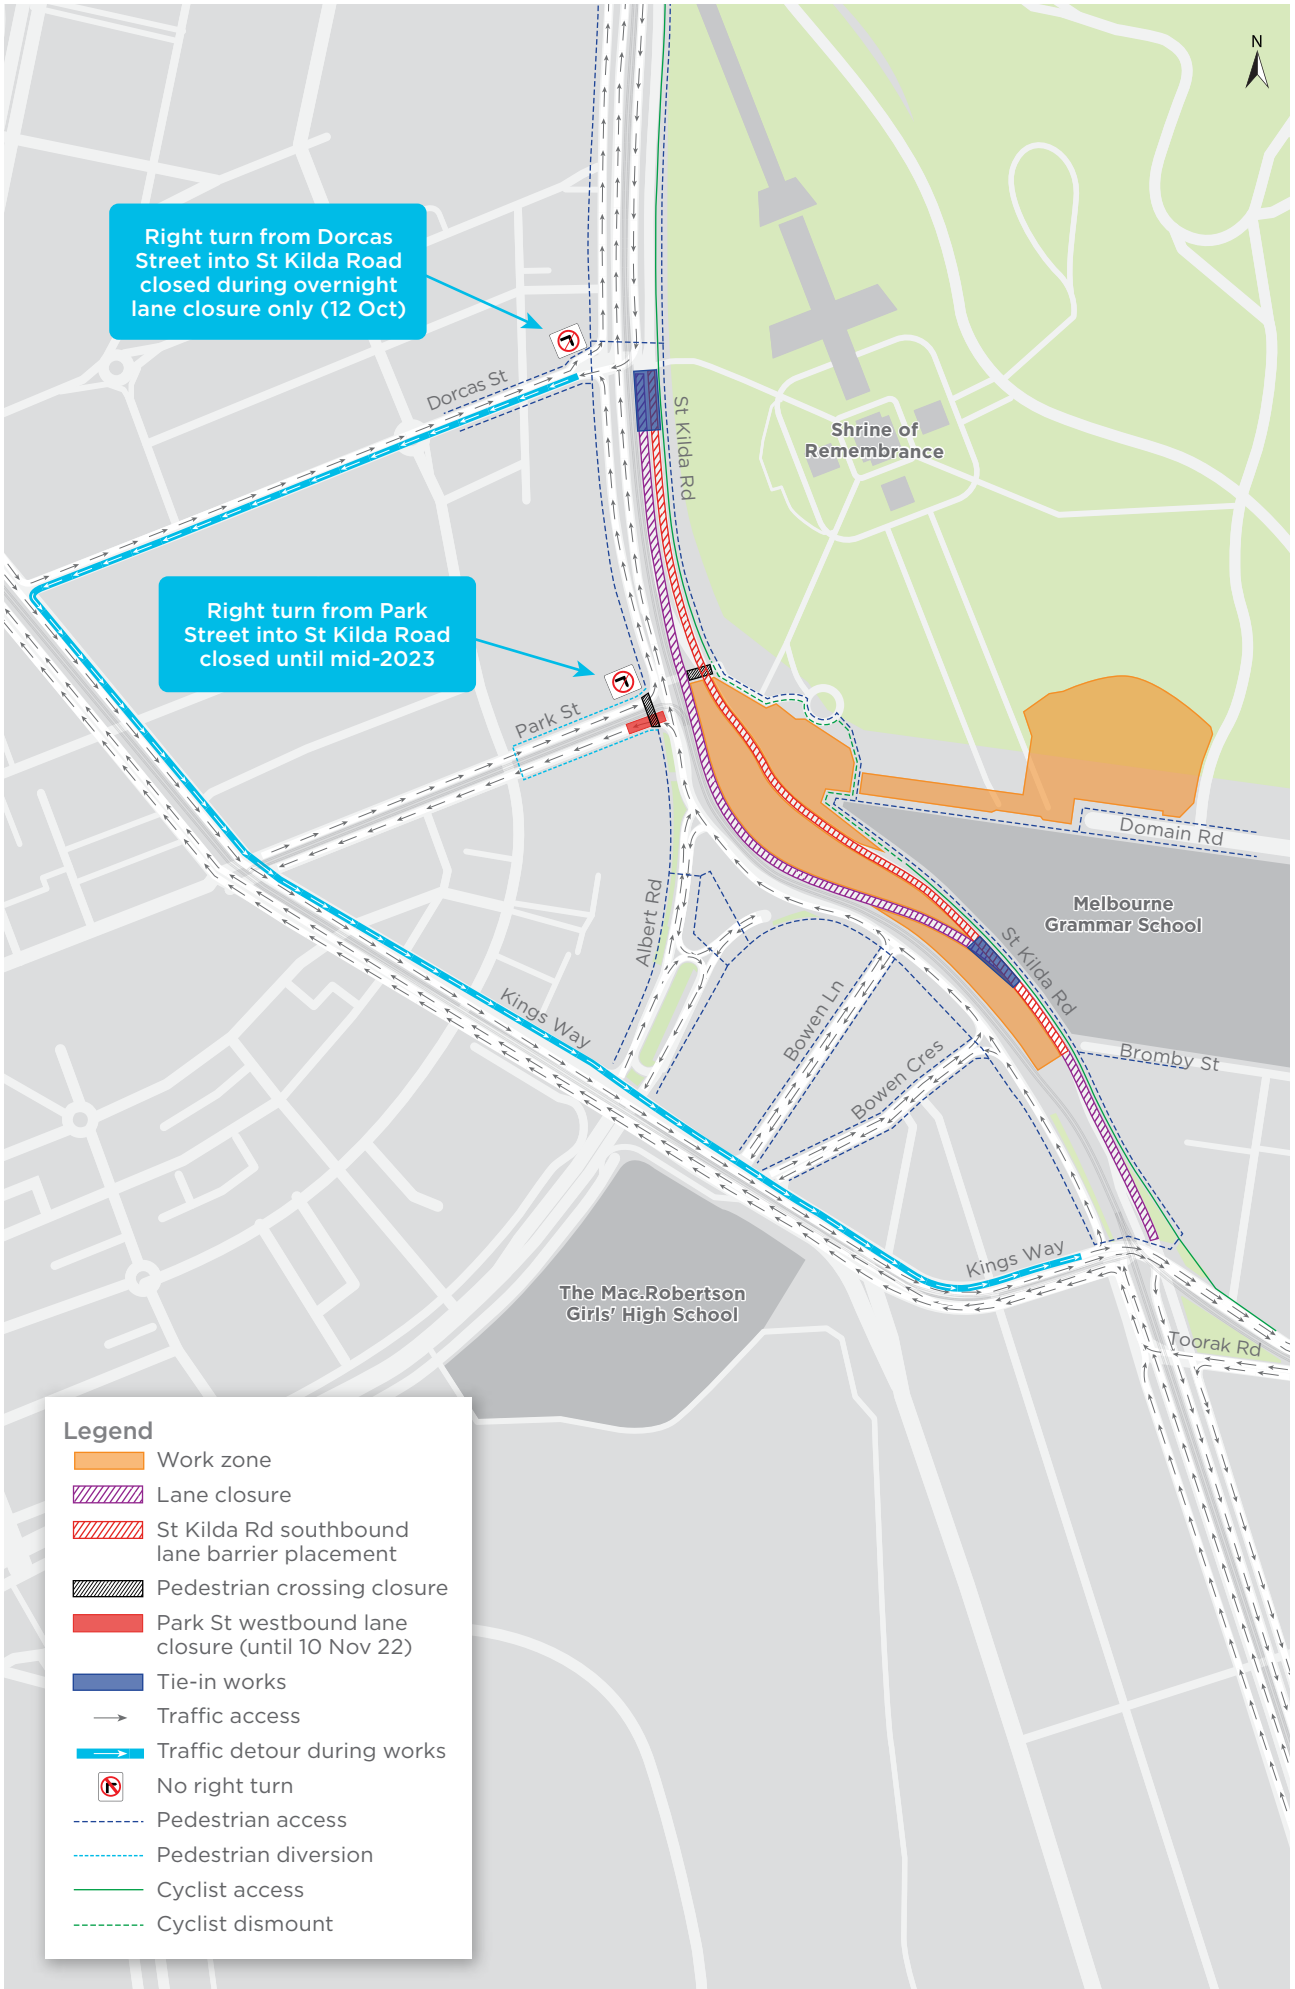 N
Right turn from Dorcas
Street into St Kilda Road
closed during overnight
lane closure only (12 Oct)
Dorcas St
St Kilda Rd
Shrine of
Remembrance
Right turn from Park
Street into St Kilda Road
closed until mid-2023
Park St
Domain Rd
Melbourne
Grammar School
Albert Rd
St Kilda Rd
Kings Way
Bowen Ln
Bowen Cres
Bromby St
Kings Way
The Mac.Robertson
Girls' High School
Toorak Rd
Legend
Work zone
Lane closure
St Kilda Rd southbound
lane barrier placement
Pedestrian crossing closure
Park St westbound lane
closure (until 10 Nov 22)
Tie-in works
Traffic access
Traffic detour during works
No right turn
Pedestrian access
Pedestrian diversion
Cyclist access
Cyclist dismount